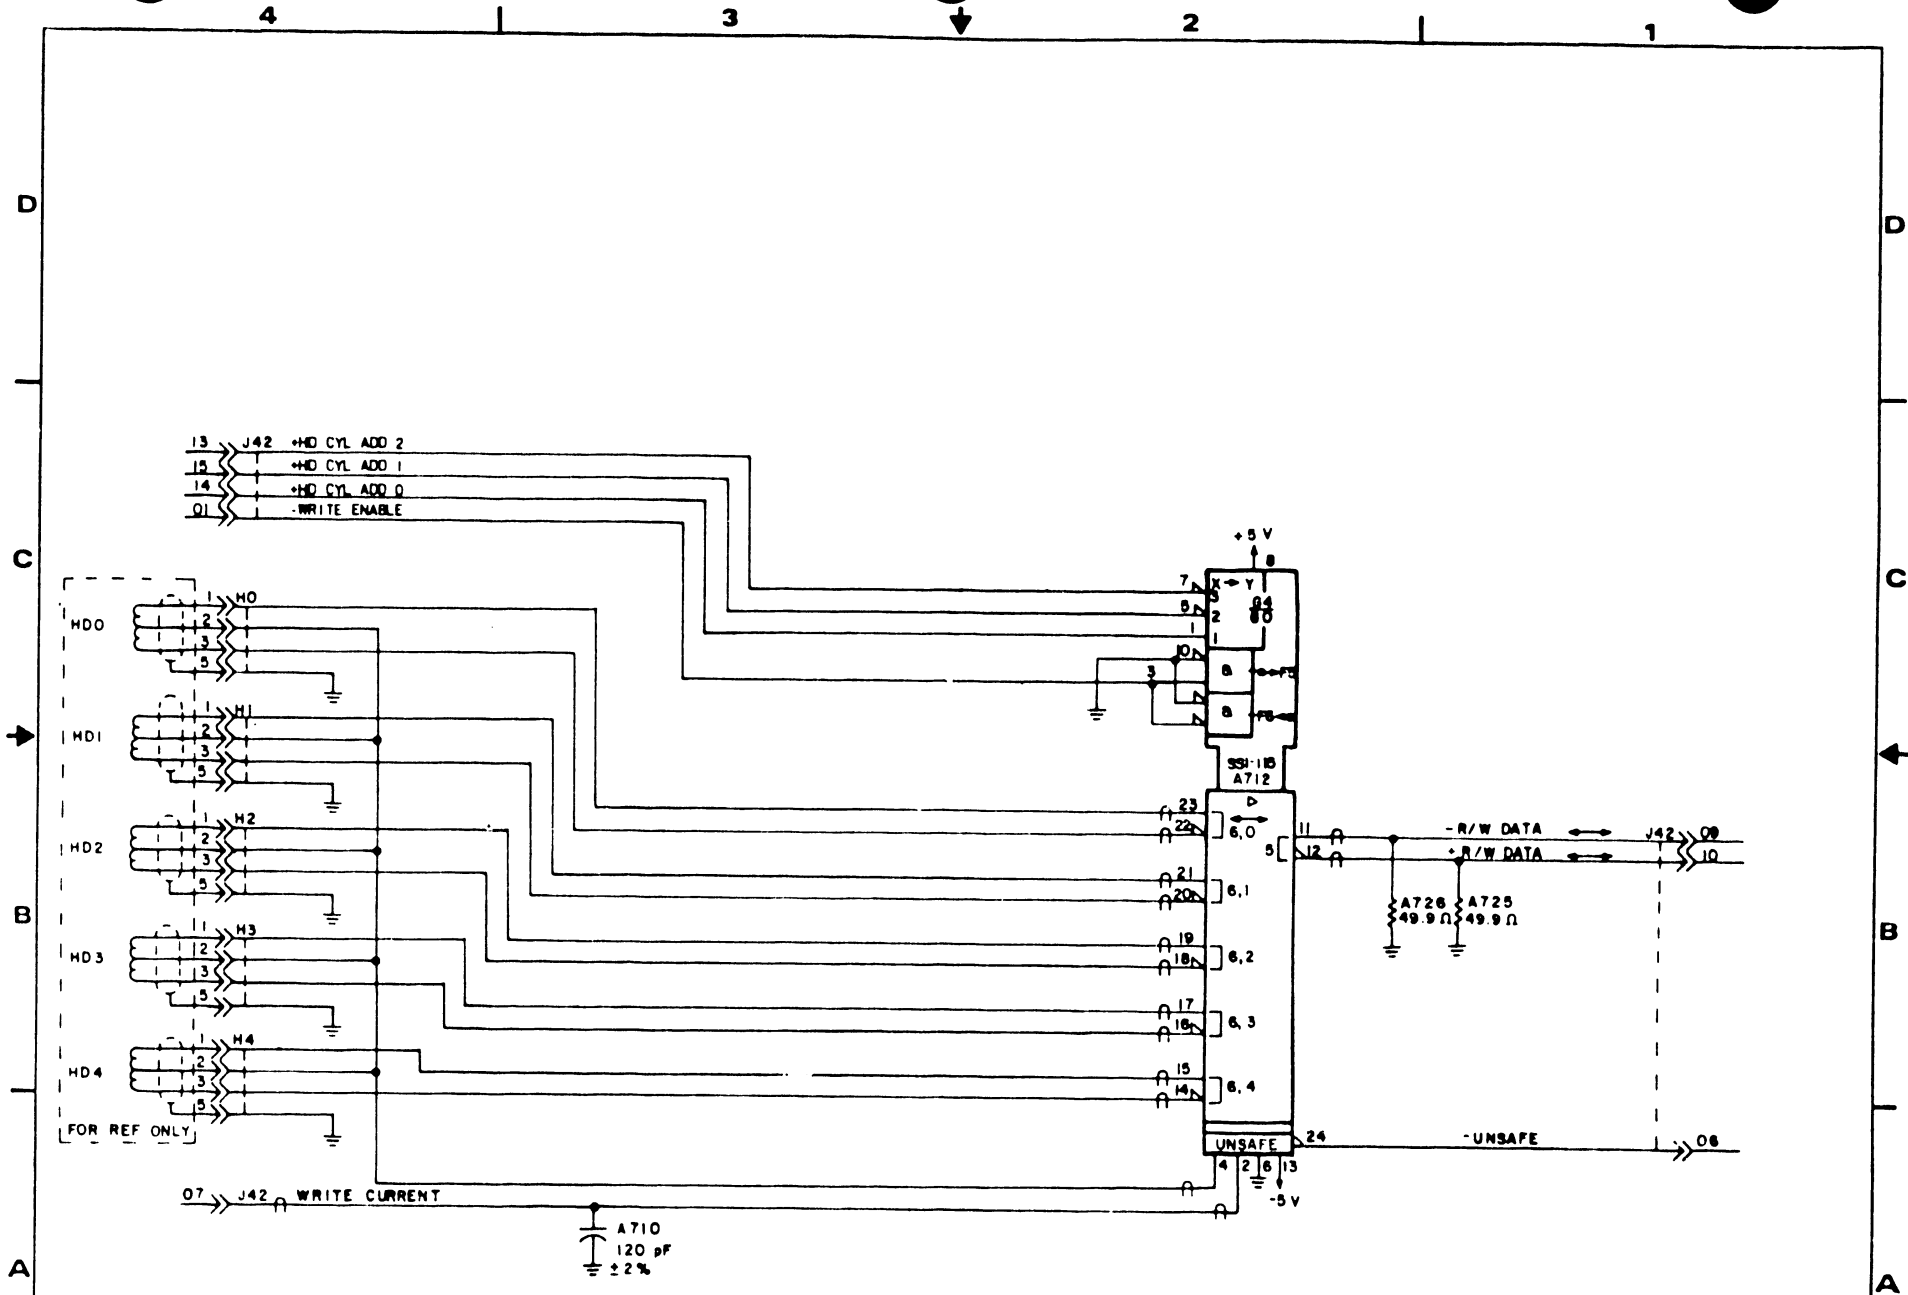 4 3 2 1
D D
13 J42 +HD CYL ADD 2
15 +HD CYL ADD 1
14 +HD CYL ADD 0
01 -WRITE ENABLE
+5 V
8
C C
7 X → Y
3
2
1 1
10
3
a
a
HD0
1 H0
2
3
5
HD1
1 H1
2
3
5
SSI-115
A712
HD2
1 H2
2
3
5
23
22 6,0
11 -R/W DATA J42 09
5 12 +R/W DATA 10
21
20 6,1
A726 A725
49.9 Ω 49.9 Ω
B B
HD3
1 H3
2
3
5
19
18 6,2
17
16 6,3
HD4
1 H4
2
3
5
15
14 6,4
FOR REF ONLY
UNSAFE 24 -UNSAFE 06
4 2 6 13
-5 V
07 J42 WRITE CURRENT
A710
120 pF
±2%
A A